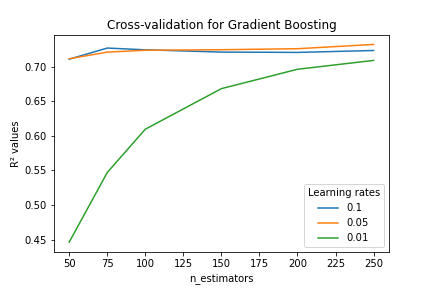 Cross-validation for Gradient Boosting
R² values
0.70
0.65
0.60
0.55
0.50
0.45
50 75 100 125 150 175 200 225 250
n_estimators
Learning rates
0.1
0.05
0.01